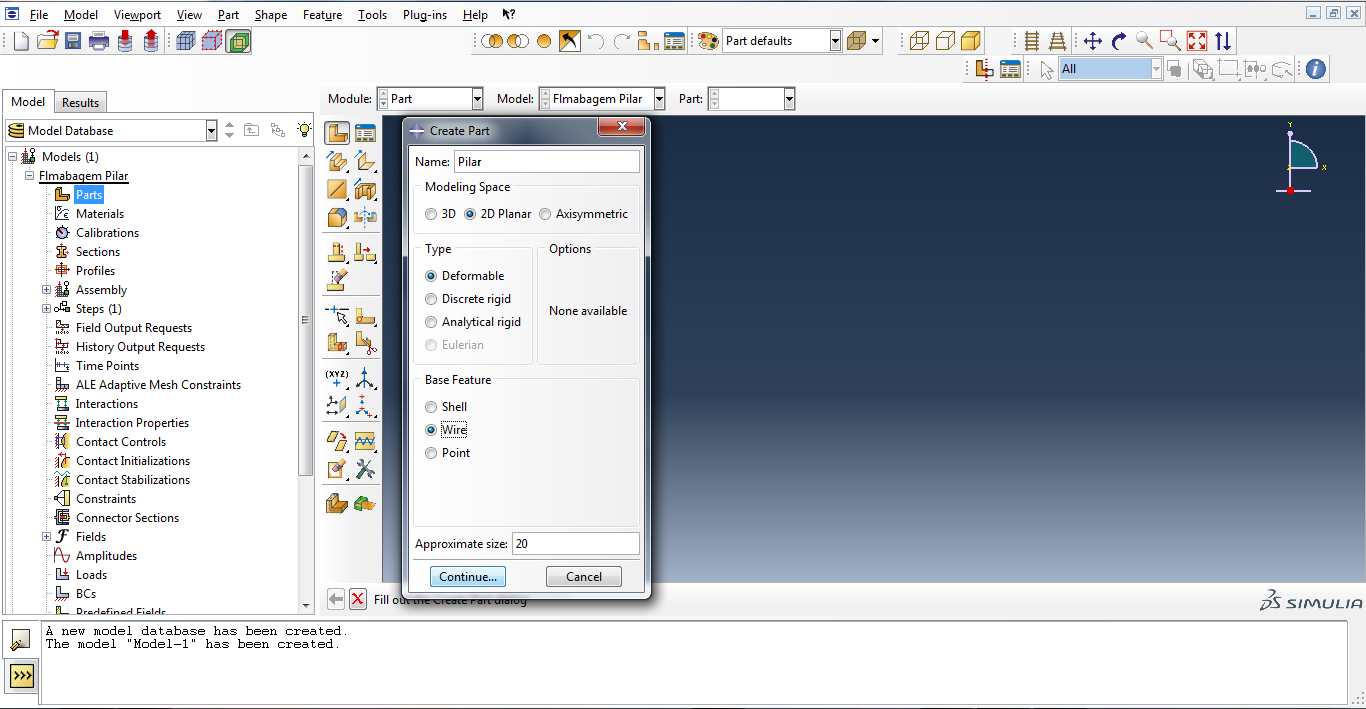 File Model Viewport View Part Shape Feature Tools Plug-ins Help
Part defaults
All
Model Results
Module: Part Model: Flmabagem Pilar Part:
Model Database
Models (1)
Flmabagem Pilar
Parts
Materials
Calibrations
Sections
Profiles
Assembly
Steps (1)
Field Output Requests
History Output Requests
Time Points
ALE Adaptive Mesh Constraints
Interactions
Interaction Properties
Contact Controls
Contact Initializations
Contact Stabilizations
Constraints
Connector Sections
Fields
Amplitudes
Loads
BCs
Predefined Fields
(XYZ)
Create Part
Name: Pilar
Modeling Space
3D 2D Planar Axisymmetric
Type
Deformable
Discrete rigid
Analytical rigid
Eulerian
Options
None available
Base Feature
Shell
Wire
Point
Approximate size: 20
Continue... Cancel
Y
X
Fill out the Create Part dialog
SIMULIA
A new model database has been created.
The model "Model-1" has been created.
>>>